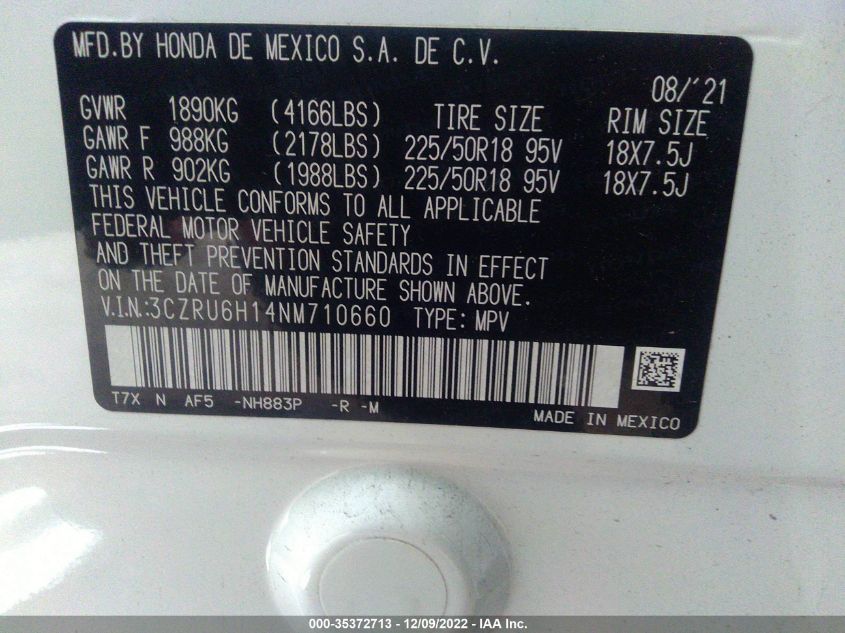 MFD.BY HONDA DE MEXICO S.A. DE C.V.
08/'21
GVWR 1890KG (4166LBS) TIRE SIZE RIM SIZE
GAWR F 988KG (2178LBS) 225/50R18 95V 18X7.5J
GAWR R 902KG (1988LBS) 225/50R18 95V 18X7.5J
THIS VEHICLE CONFORMS TO ALL APPLICABLE
FEDERAL MOTOR VEHICLE SAFETY
AND THEFT PREVENTION STANDARDS IN EFFECT
ON THE DATE OF MANUFACTURE SHOWN ABOVE.
V.I.N.:3CZRU6H14NM710660 TYPE: MPV
T7X N AF5 -NH883P -R -M
MADE IN MEXICO
000-35372713 - 12/09/2022 - IAA Inc.